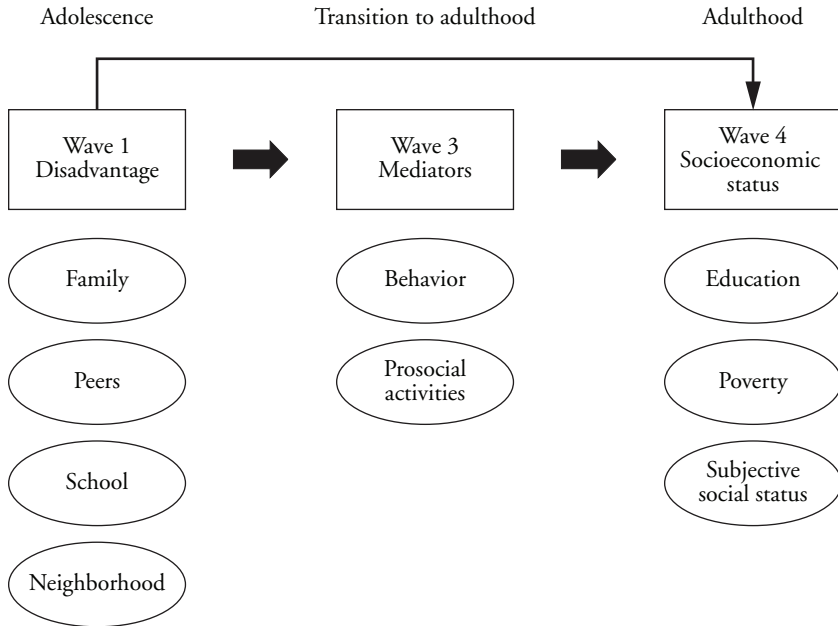 Adolescence
Transition to adulthood
Adulthood
Wave 1
Disadvantage
Wave 3
Mediators
Wave 4
Socioeconomic
status
Family
Behavior
Education
Peers
Prosocial
activities
Poverty
School
Subjective
social status
Neighborhood